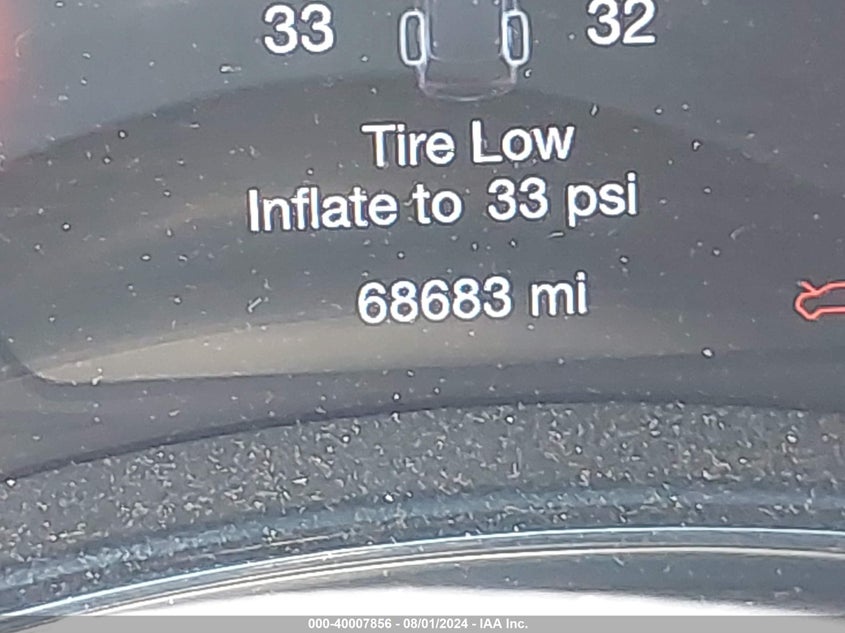 33 32
Tire Low
Inflate to 33 psi
68683 mi
000-40007856 - 08/01/2024 - IAA Inc.